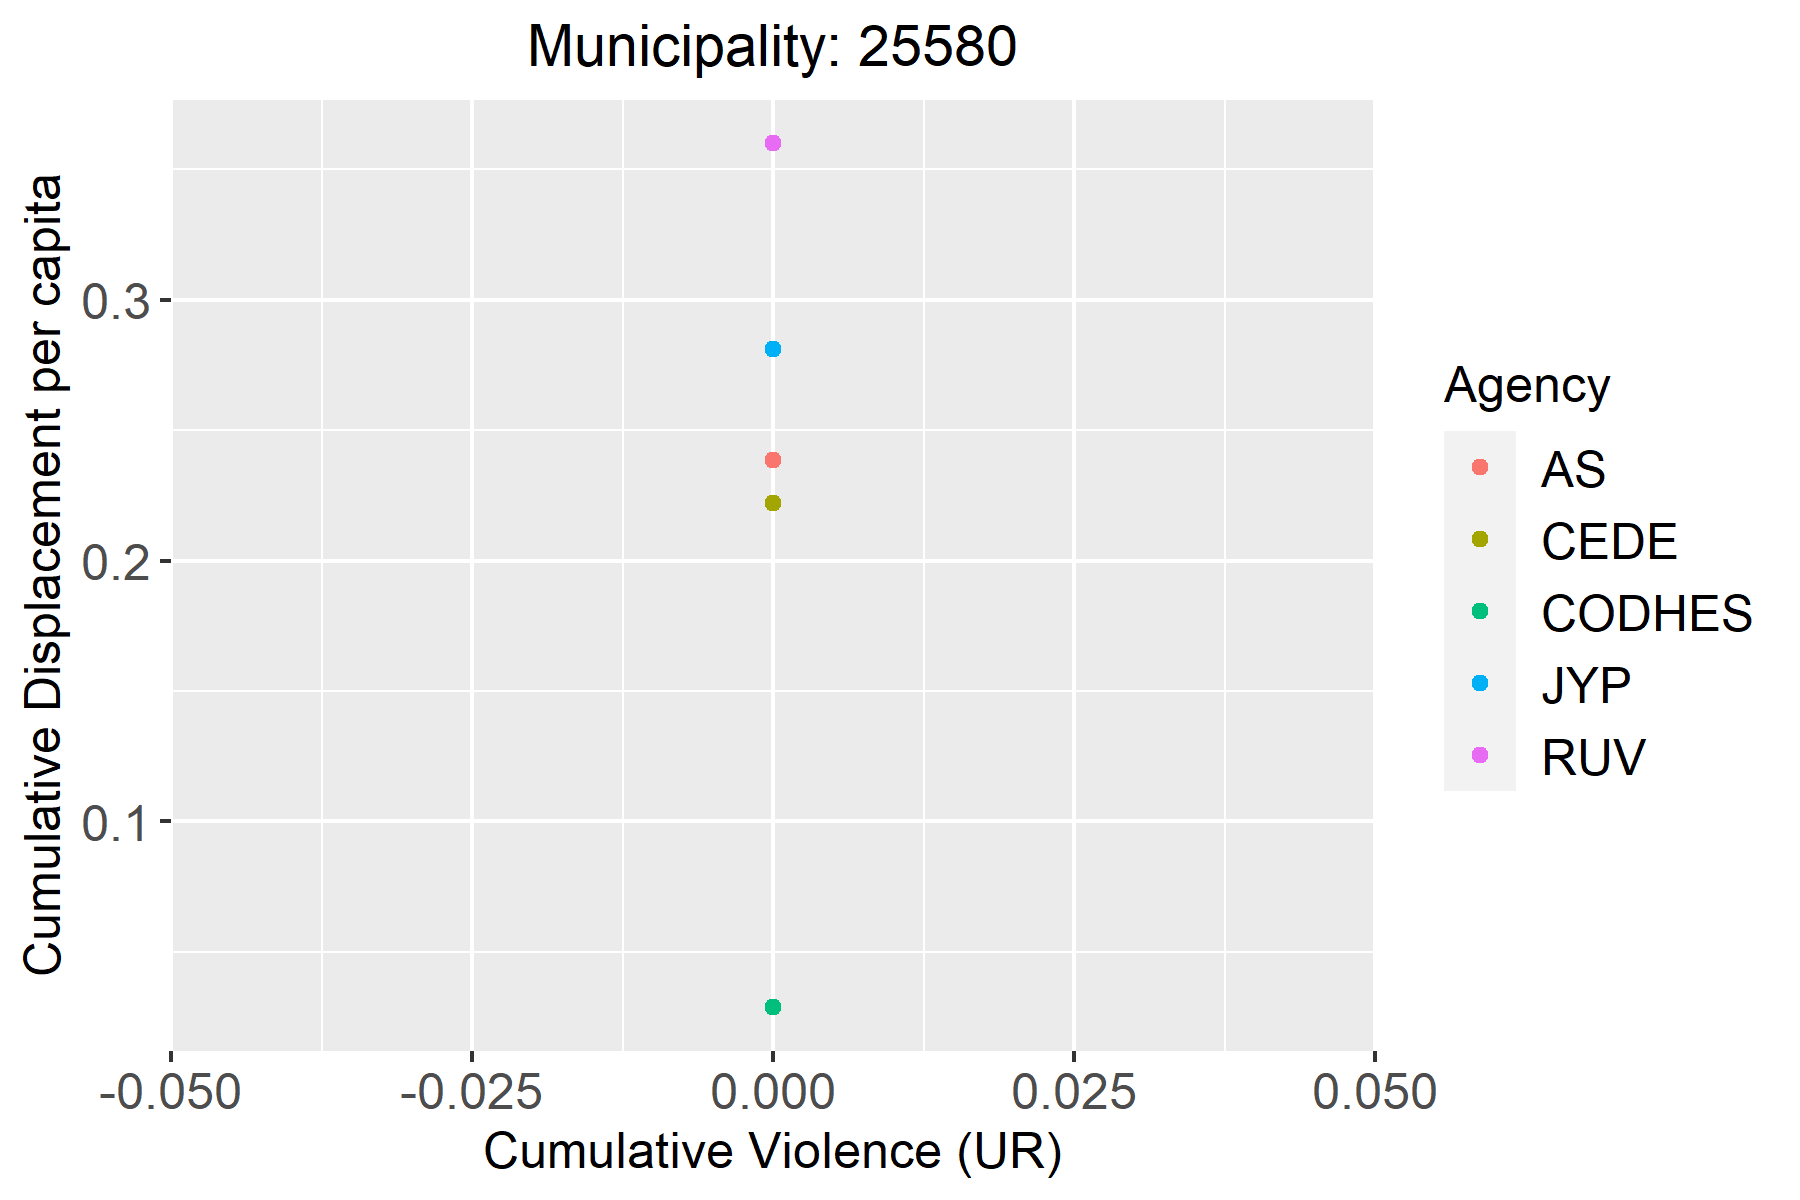 Municipality: 25580
Cumulative Displacement per capita
0.3
0.2
0.1
-0.050
-0.025
0.000
0.025
0.050
Cumulative Violence (UR)
Agency
AS
CEDE
CODHES
JYP
RUV